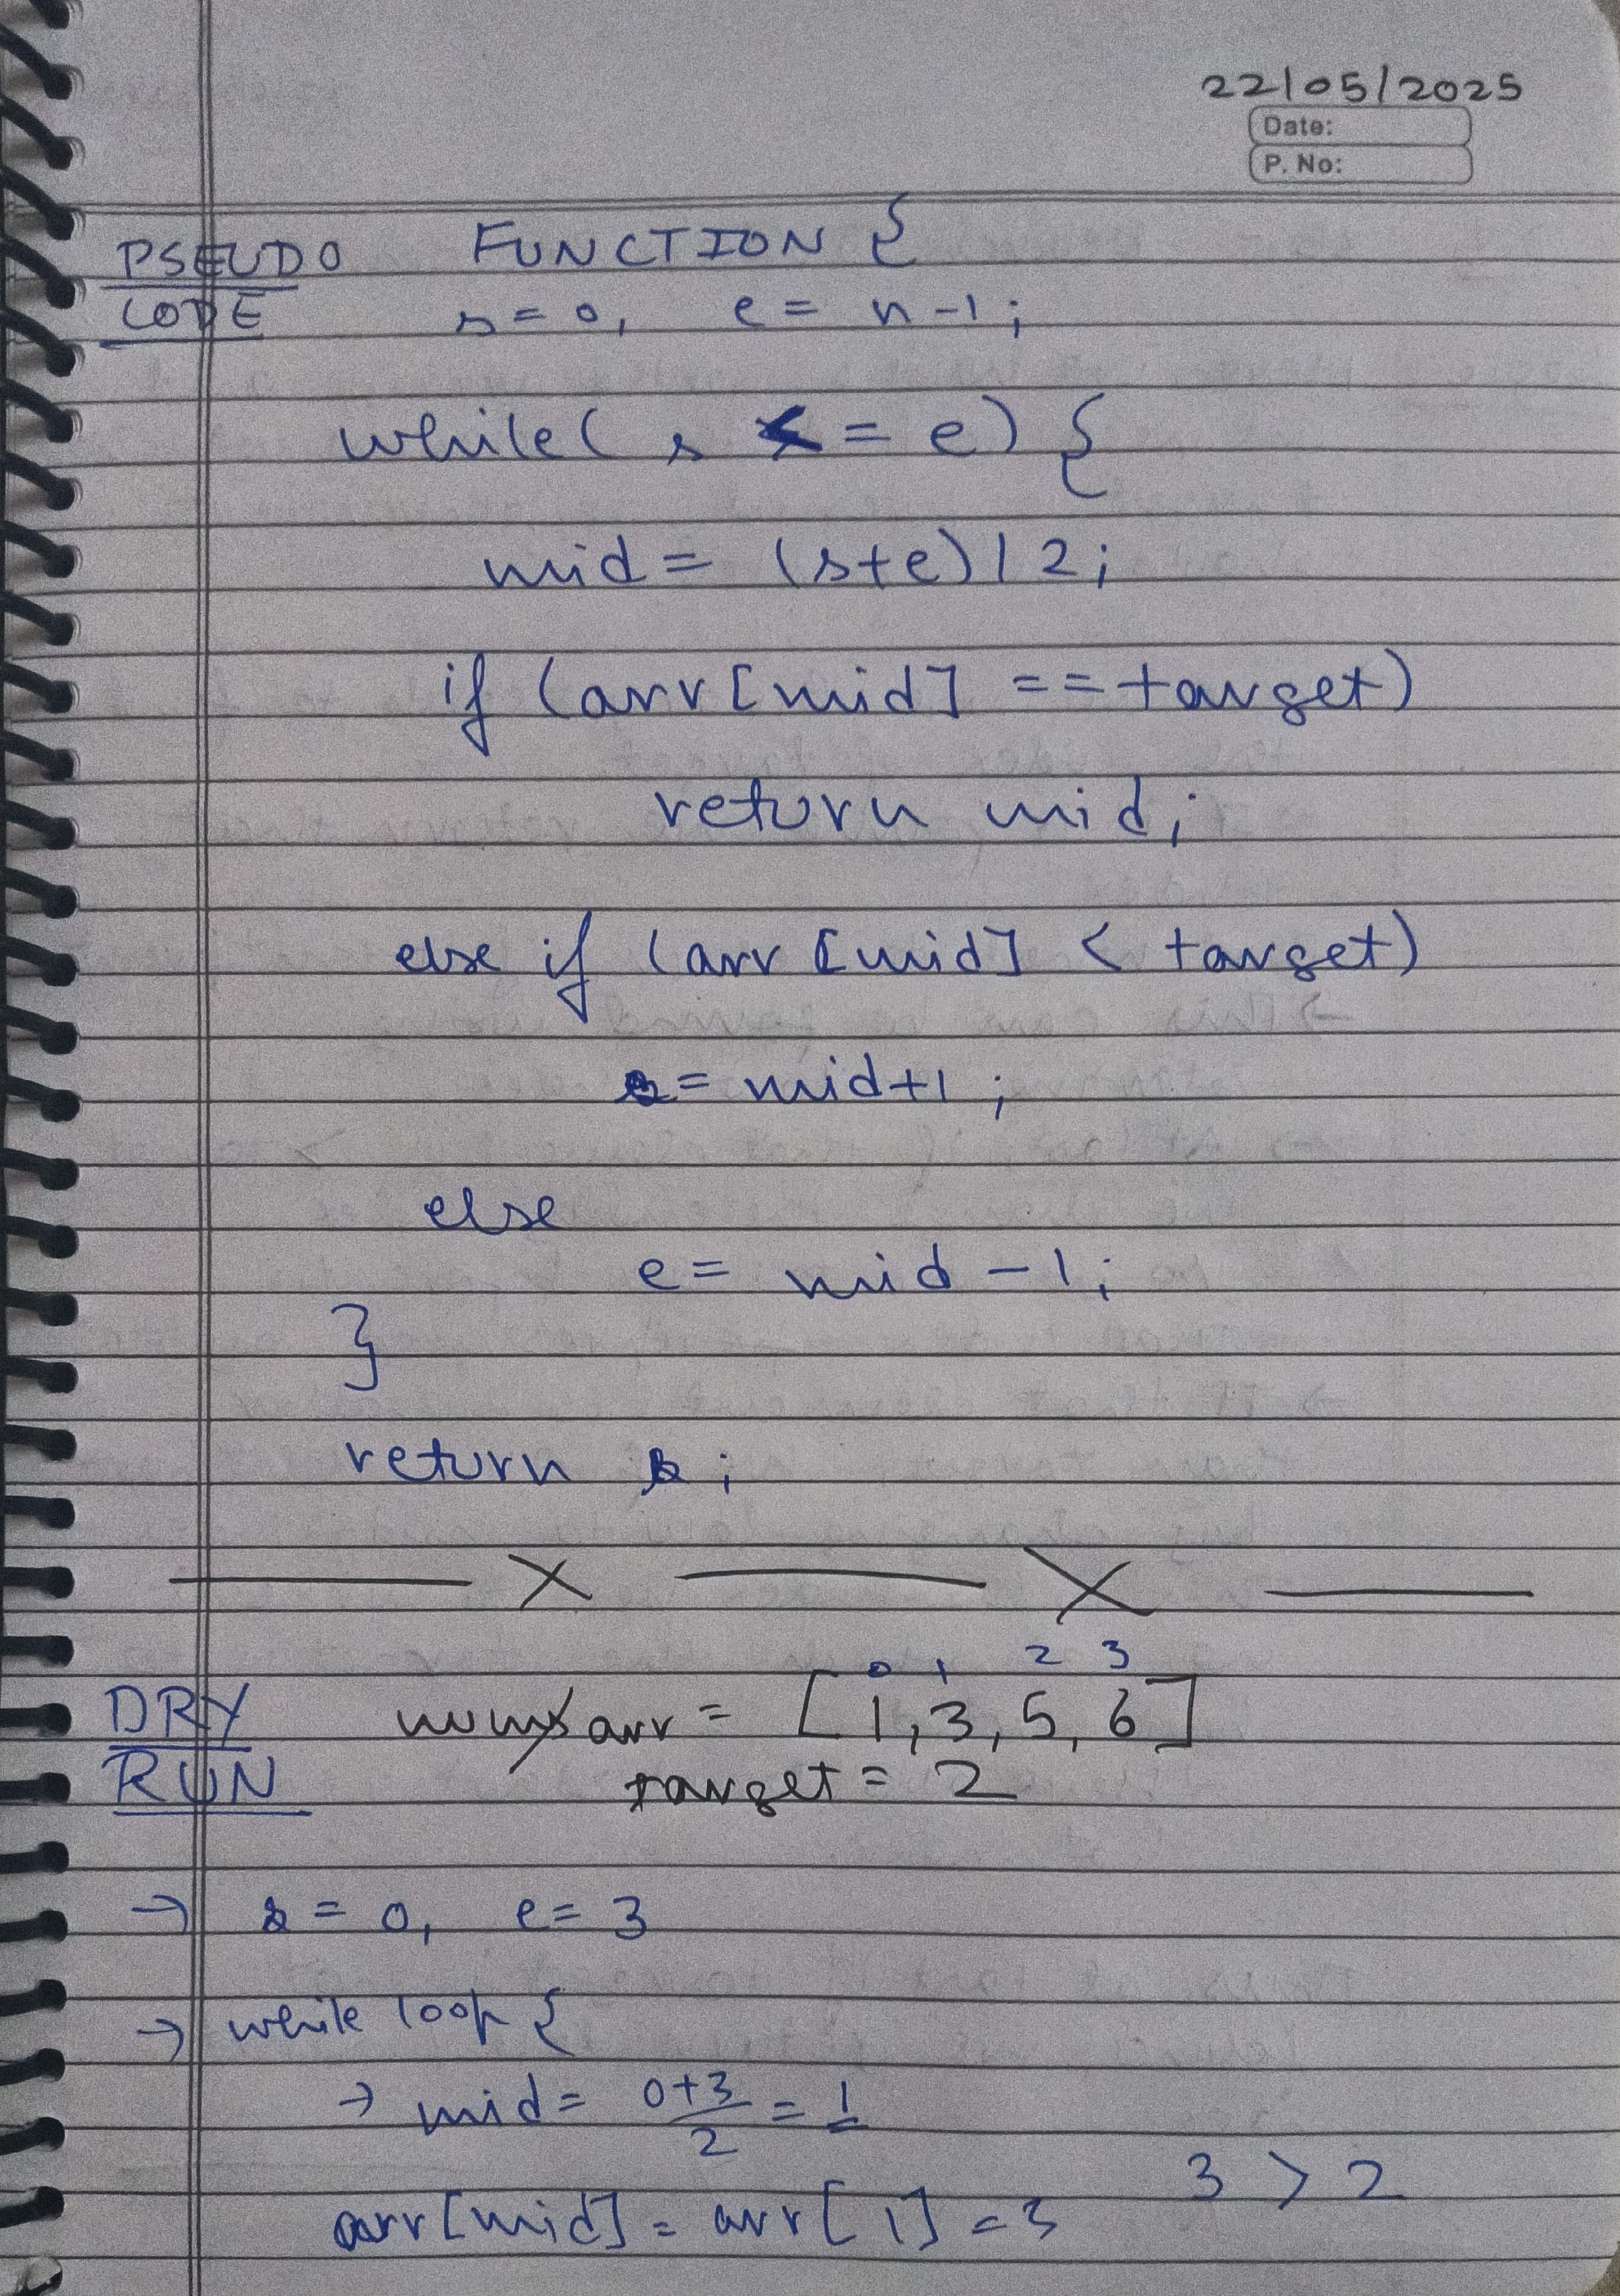 22/05/2025
Date:
P. No:
PSEUDO FUNCTION {
CODE s=0, e = n-1;
while( s <= e) {
mid = (s+e)/2;
if (arr[mid] == target)
return mid;
else if (arr[mid] < target)
s = mid+1;
else
e = mid -1;
}
return s;
— X — X —
0 1 2 3
DRY nums arr = [1,3,5,6]
RUN target = 2
→ s = 0, e = 3
→ while loop {
→ mid = 0+3/2 = 1
3 > 2
arr[mid] = arr[1] = 3